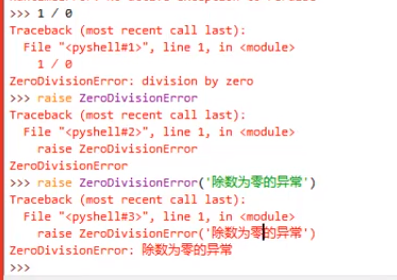 >>> 1 / 0
Traceback (most recent call last):
  File "<pyshell#1>", line 1, in <module>
    1 / 0
ZeroDivisionError: division by zero
>>> raise ZeroDivisionError
Traceback (most recent call last):
  File "<pyshell#2>", line 1, in <module>
    raise ZeroDivisionError
ZeroDivisionError
>>> raise ZeroDivisionError('除数为零的异常')
Traceback (most recent call last):
  File "<pyshell#3>", line 1, in <module>
    raise ZeroDivisionError('除数为零的异常')
ZeroDivisionError: 除数为零的异常
>>>